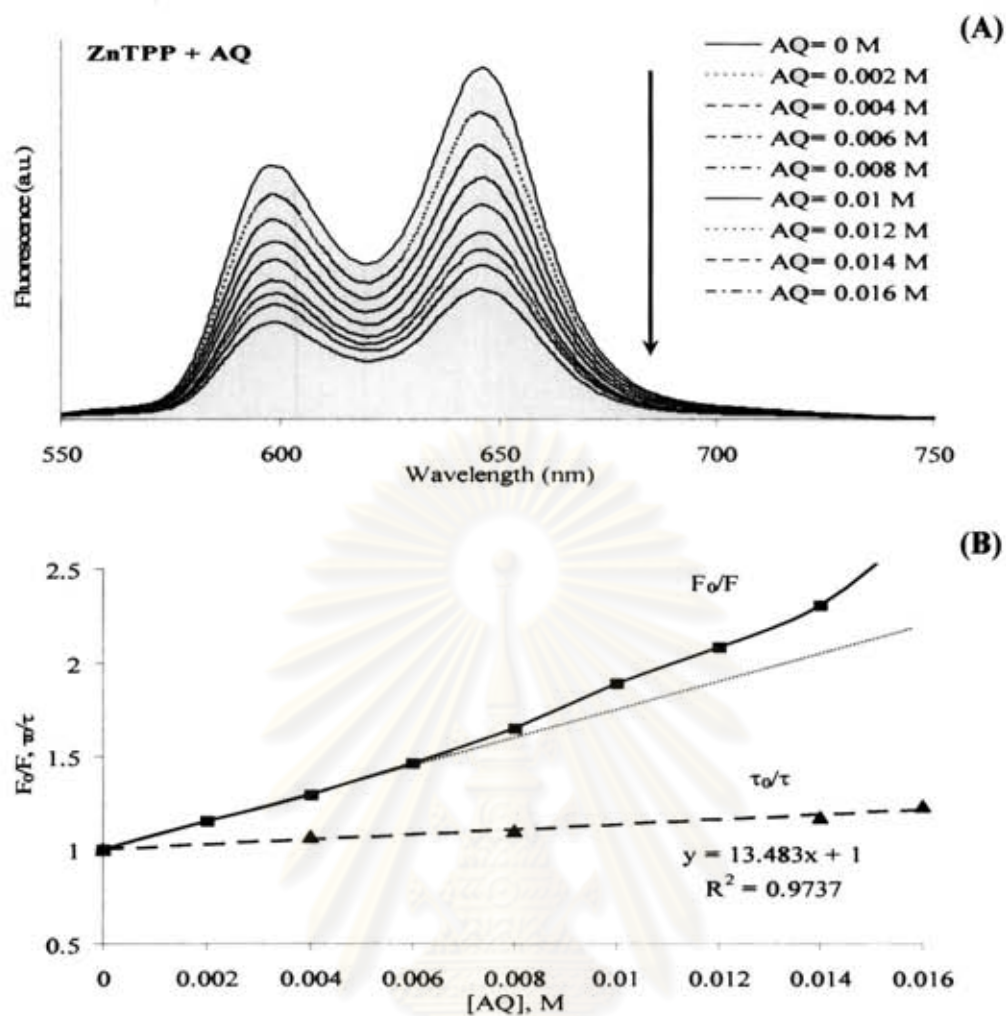 (A)
ZnTPP + AQ
AQ= 0 M
AQ= 0.002 M
AQ= 0.004 M
AQ= 0.006 M
AQ= 0.008 M
AQ= 0.01 M
AQ= 0.012 M
AQ= 0.014 M
AQ= 0.016 M
Fluorescence (a.u.)
550 600 650 700 750
Wavelength (nm)
(B)
2.5
2
1.5
1
0.5
F₀/F
F₀/F, τ₀/τ
τ₀/τ
y = 13.483x + 1
R² = 0.9737
0 0.002 0.004 0.006 0.008 0.01 0.012 0.014 0.016
[AQ], M